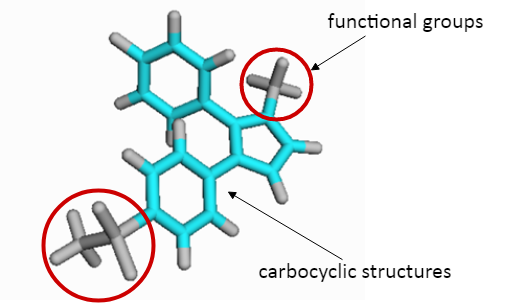 functional groups
carbocyclic structures